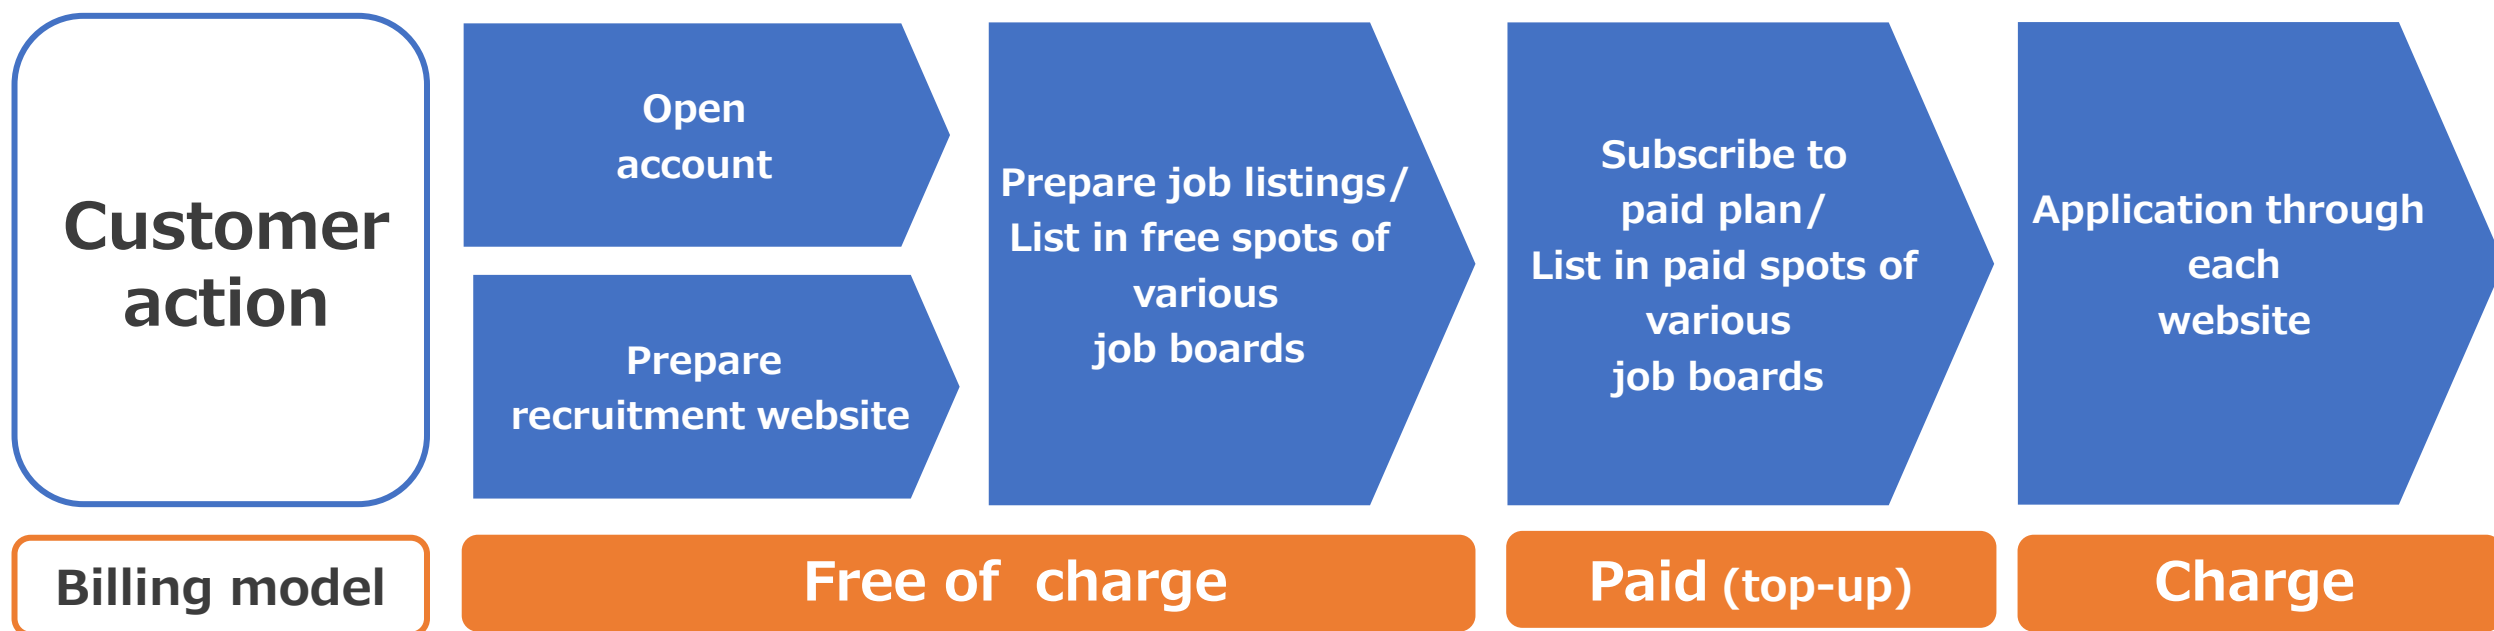 Customer
action
Open
account
Prepare
recruitment website
Prepare job listings/
List in free spots of
various
job boards
Subscribe to
paid plan/
List in paid spots of
various
job boards
Application through
each
website
Billing model
Free of charge
Paid (top-up)
Charge